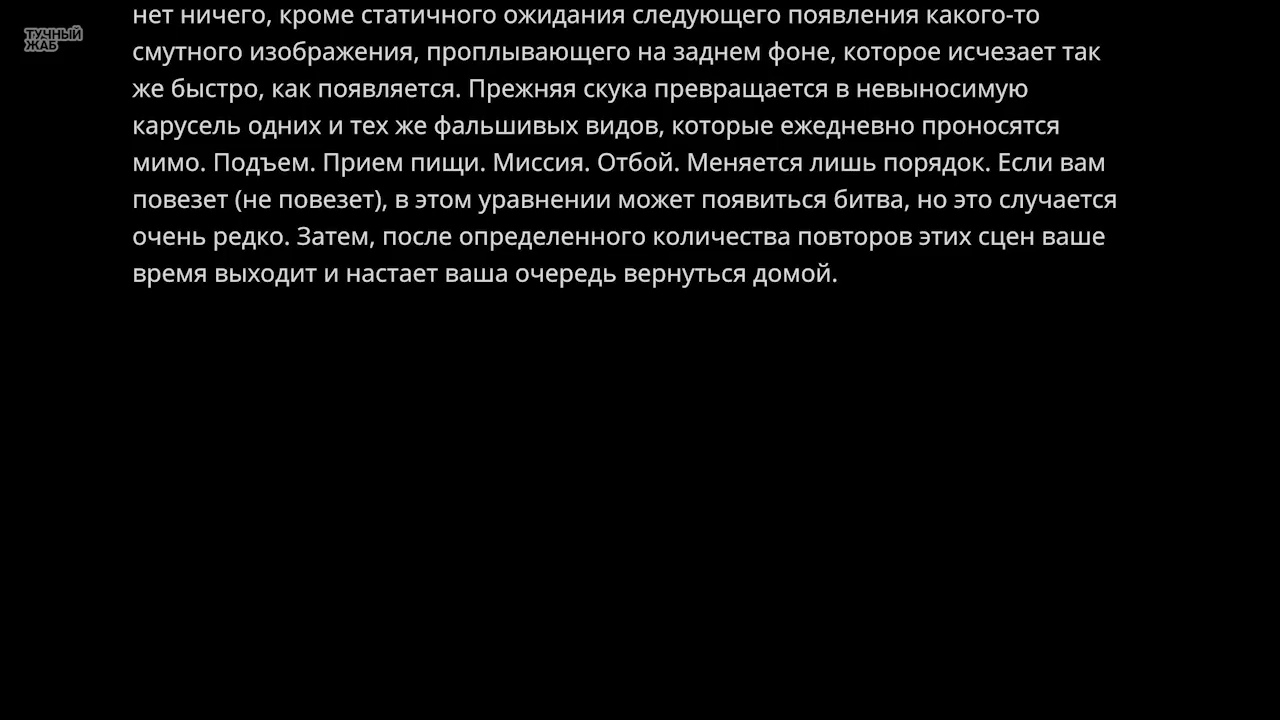 нет ничего, кроме статичного ожидания следующего появления какого-то
смутного изображения, проплывающего на заднем фоне, которое исчезает так
же быстро, как появляется. Прежняя скука превращается в невыносимую
карусель одних и тех же фальшивых видов, которые ежедневно проносятся
мимо. Подъем. Прием пищи. Миссия. Отбой. Меняется лишь порядок. Если вам
повезет (не повезет), в этом уравнении может появиться битва, но это случается
очень редко. Затем, после определенного количества повторов этих сцен ваше
время выходит и настает ваша очередь вернуться домой.
ТУЧНЫЙ
ЖАБ